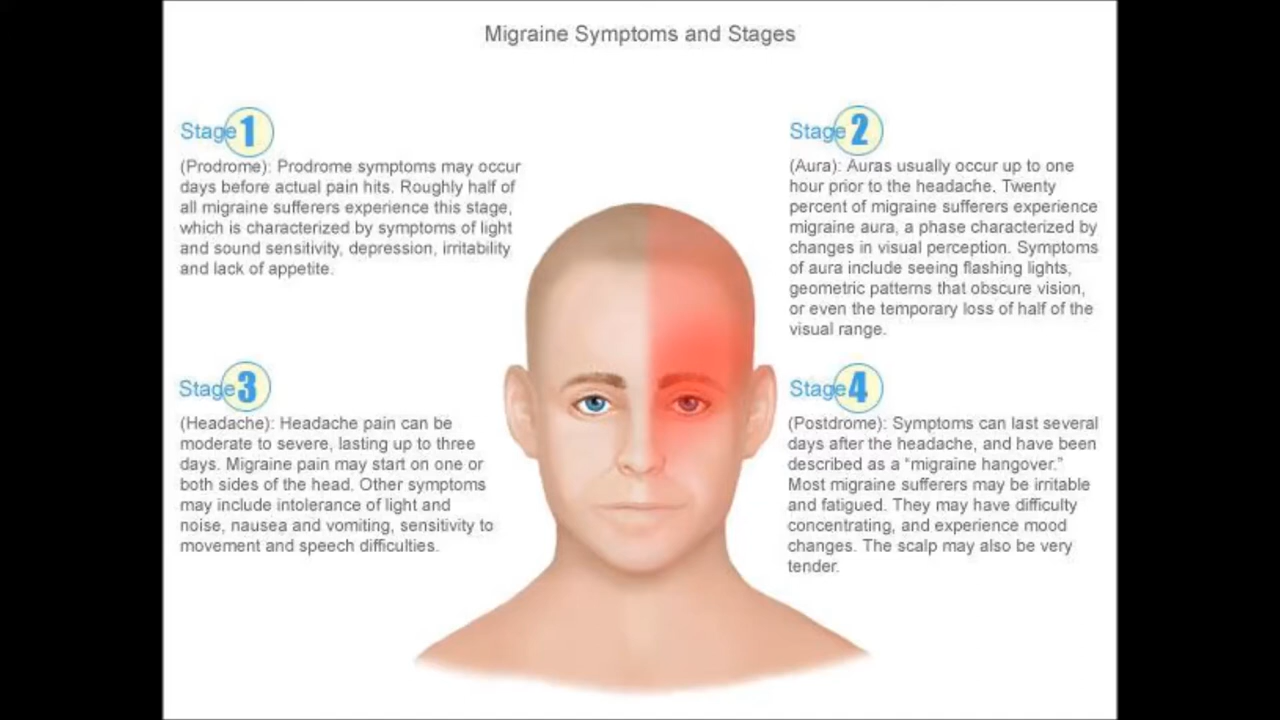 Migraine Symptoms and Stages
Stage 1
(Prodrome): Prodrome symptoms may occur
days before actual pain hits. Roughly half of
all migraine sufferers experience this stage,
which is characterized by symptoms of light
and sound sensitivity, depression, irritability
and lack of appetite.
Stage 2
(Aura): Auras usually occur up to one
hour prior to the headache. Twenty
percent of migraine sufferers experience
migraine aura, a phase characterized by
changes in visual perception. Symptoms
of aura include seeing flashing lights,
geometric patterns that obscure vision,
or even the temporary loss of half of the
visual range.
Stage 3
(Headache): Headache pain can be
moderate to severe, lasting up to three
days. Migraine pain may start on one or
both sides of the head. Other symptoms
may include intolerance of light and
noise, nausea and vomiting, sensitivity to
movement and speech difficulties.
Stage 4
(Postdrome): Symptoms can last several
days after the headache, and have been
described as a “migraine hangover.”
Most migraine sufferers may be irritable
and fatigued. They may have difficulty
concentrating, and experience mood
changes. The scalp may also be very
tender.